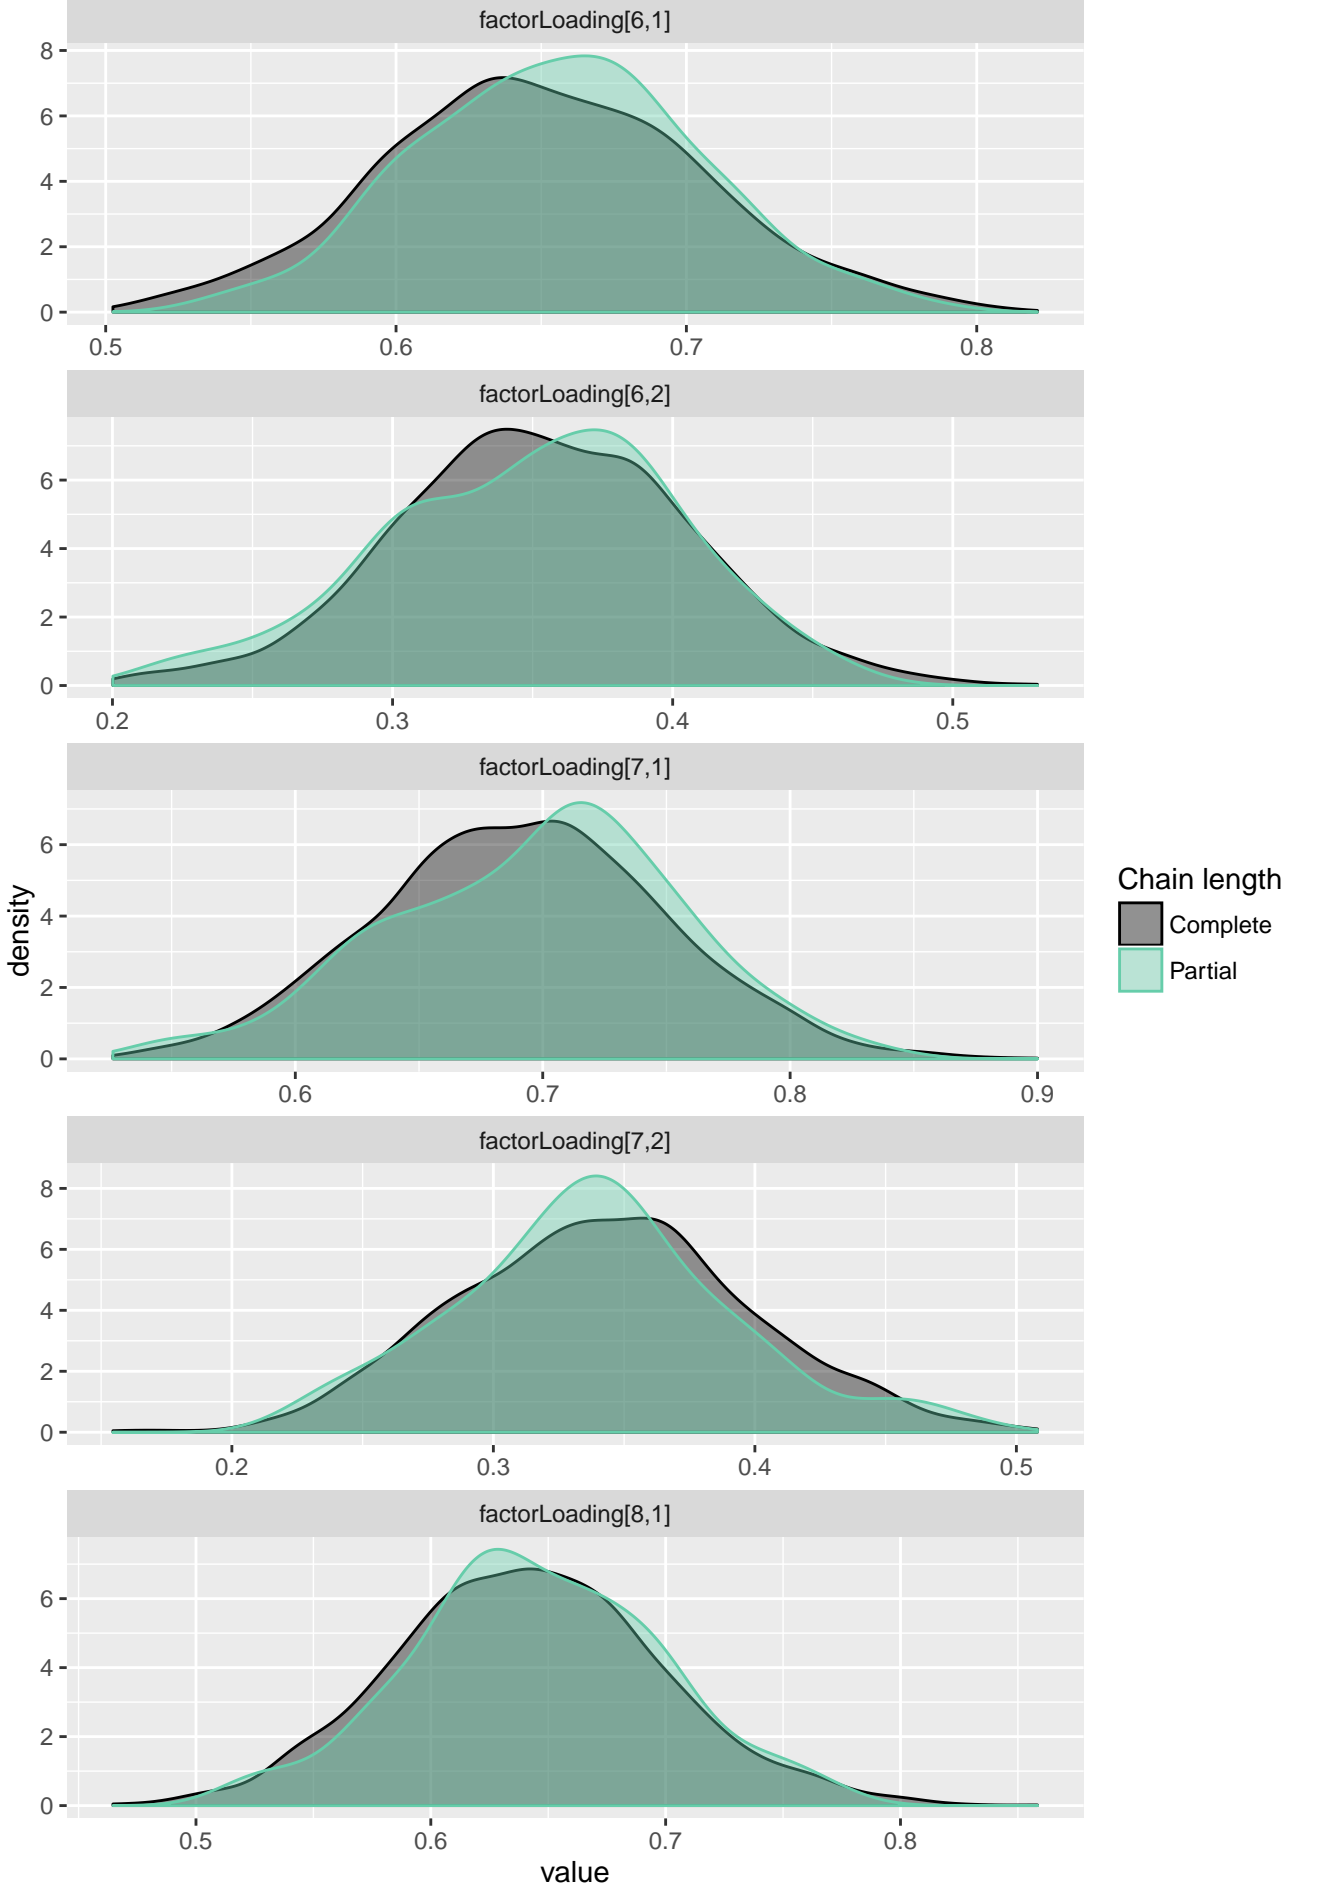 factorLoading[6,1]
8
6
4
2
0
0.5 0.6 0.7 0.8
factorLoading[6,2]
6
4
2
0
0.2 0.3 0.4 0.5
factorLoading[7,1]
6
4
2
0
0.6 0.7 0.8 0.9
factorLoading[7,2]
8
6
4
2
0
0.2 0.3 0.4 0.5
factorLoading[8,1]
6
4
2
0
0.5 0.6 0.7 0.8
value
density
Chain length
Complete
Partial